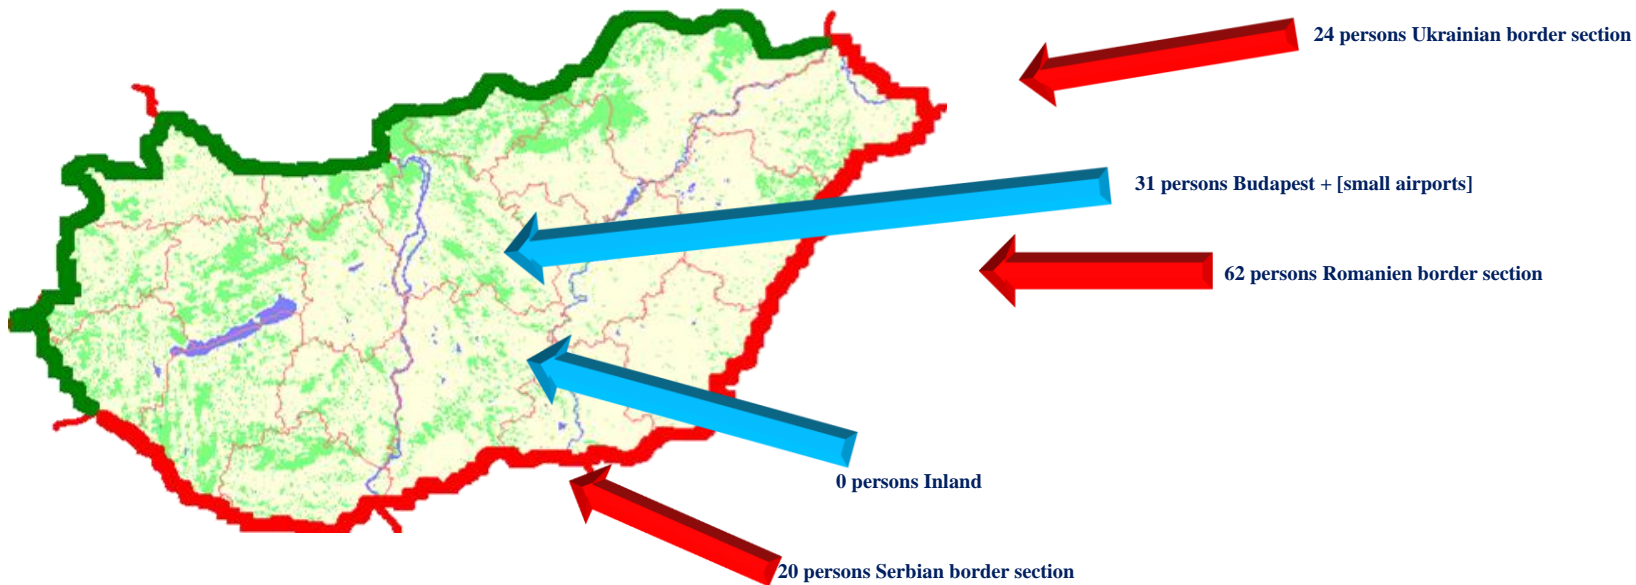 24 persons Ukrainian border section
31 persons Budapest + [small airports]
62 persons Romanien border section
0 persons Inland
20 persons Serbian border section